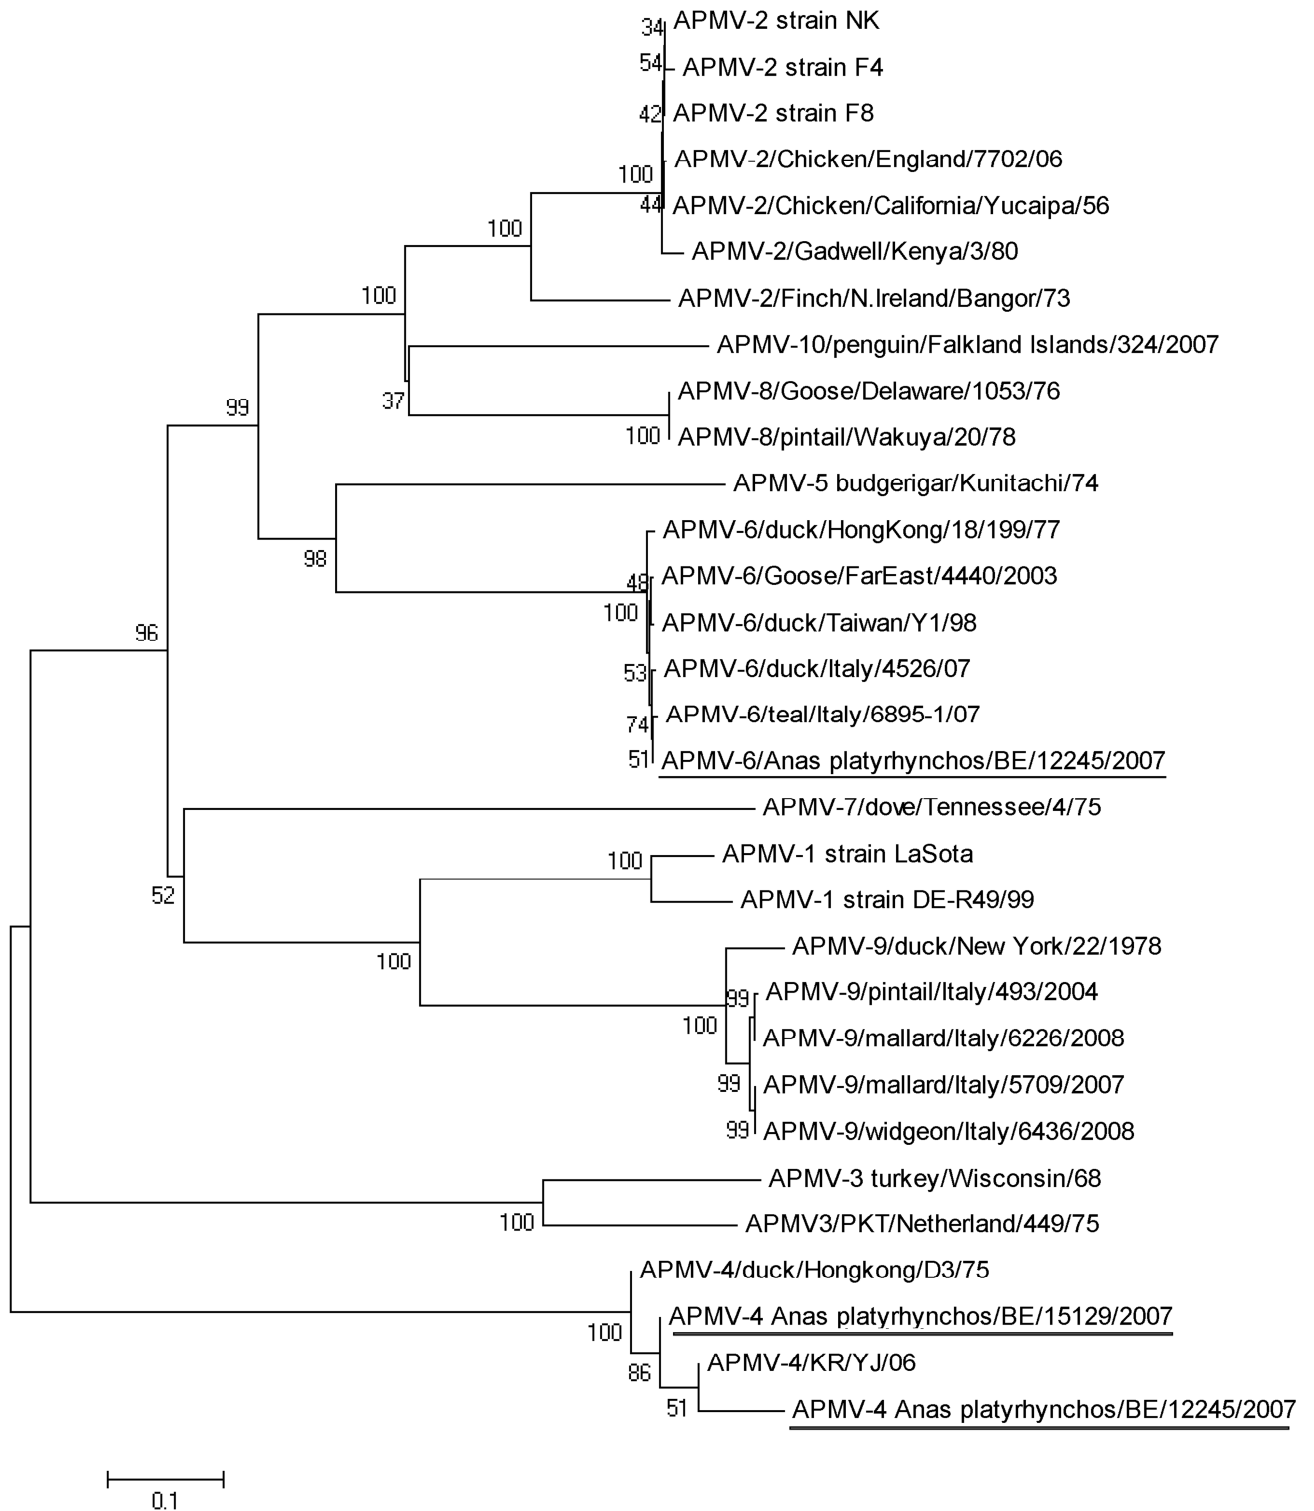 34
APMV-2 strain NK
54
APMV-2 strain F4
42
APMV-2 strain F8
APMV-2/Chicken/England/7702/06
100
44
APMV-2/Chicken/California/Yucaipa/56
100
APMV-2/Gadwell/Kenya/3/80
100
APMV-2/Finch/N.Ireland/Bangor/73
APMV-10/penguin/Falkland Islands/324/2007
37
99
APMV-8/Goose/Delaware/1053/76
100
APMV-8/pintail/Wakuya/20/78
APMV-5 budgerigar/Kunitachi/74
98
APMV-6/duck/HongKong/18/199/77
48
APMV-6/Goose/FarEast/4440/2003
100
APMV-6/duck/Taiwan/Y1/98
96
53
APMV-6/duck/Italy/4526/07
74
APMV-6/teal/Italy/6895-1/07
51
APMV-6/Anas platyrhynchos/BE/12245/2007
APMV-7/dove/Tennessee/4/75
52
100
APMV-1 strain LaSota
APMV-1 strain DE-R49/99
100
APMV-9/duck/New York/22/1978
99
APMV-9/pintail/Italy/493/2004
100
APMV-9/mallard/Italy/6226/2008
99
APMV-9/mallard/Italy/5709/2007
99
APMV-9/widgeon/Italy/6436/2008
APMV-3 turkey/Wisconsin/68
100
APMV3/PKT/Netherland/449/75
APMV-4/duck/Hongkong/D3/75
100
APMV-4 Anas platyrhynchos/BE/15129/2007
86
APMV-4/KR/YJ/06
51
APMV-4 Anas platyrhynchos/BE/12245/2007
0.1